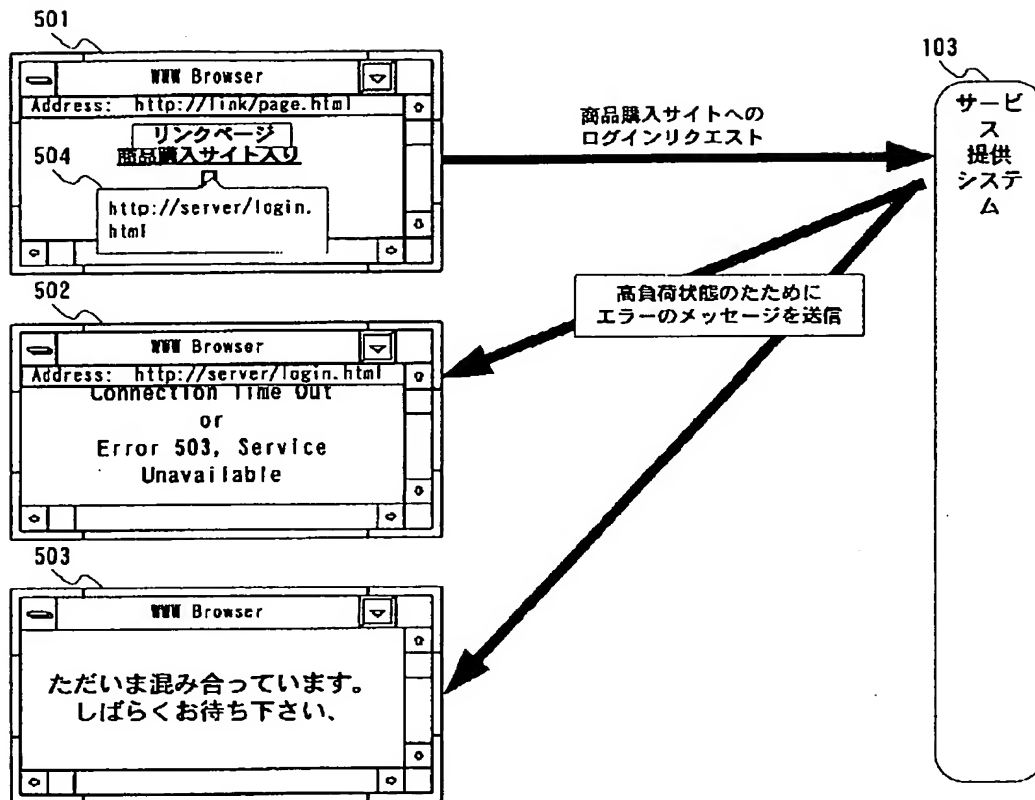 501
WWW Browser
Address: http://link/page.html
リンクページ
商品購入サイト入り
504
http://server/login.
html
商品購入サイトへの
ログインリクエスト
103
サービ
ス
提供
システ
ム
高負荷状態のたために
エラーのメッセージを送信
502
WWW Browser
Address: http://server/login.html
Connection Time Out
or
Error 503, Service
Unavailable
503
WWW Browser
ただいま混み合っています。
しばらくお待ち下さい、